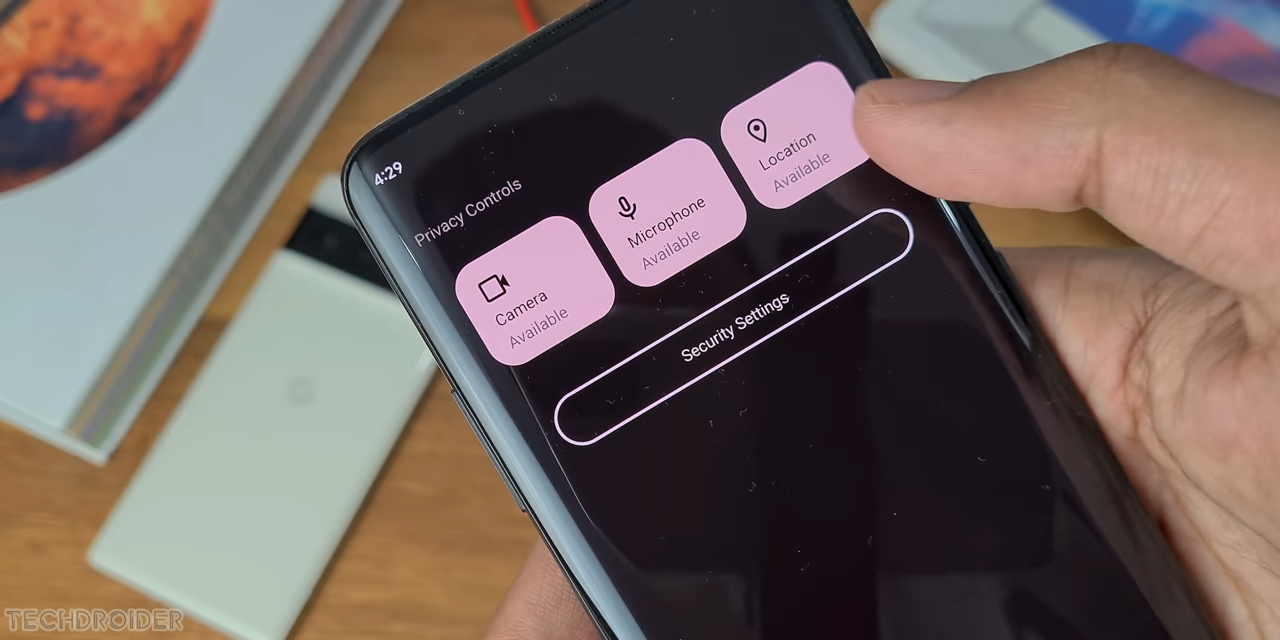 4:29
Privacy Controls
Camera
Available
Microphone
Available
Location
Available
Security Settings
TECHDROIDER